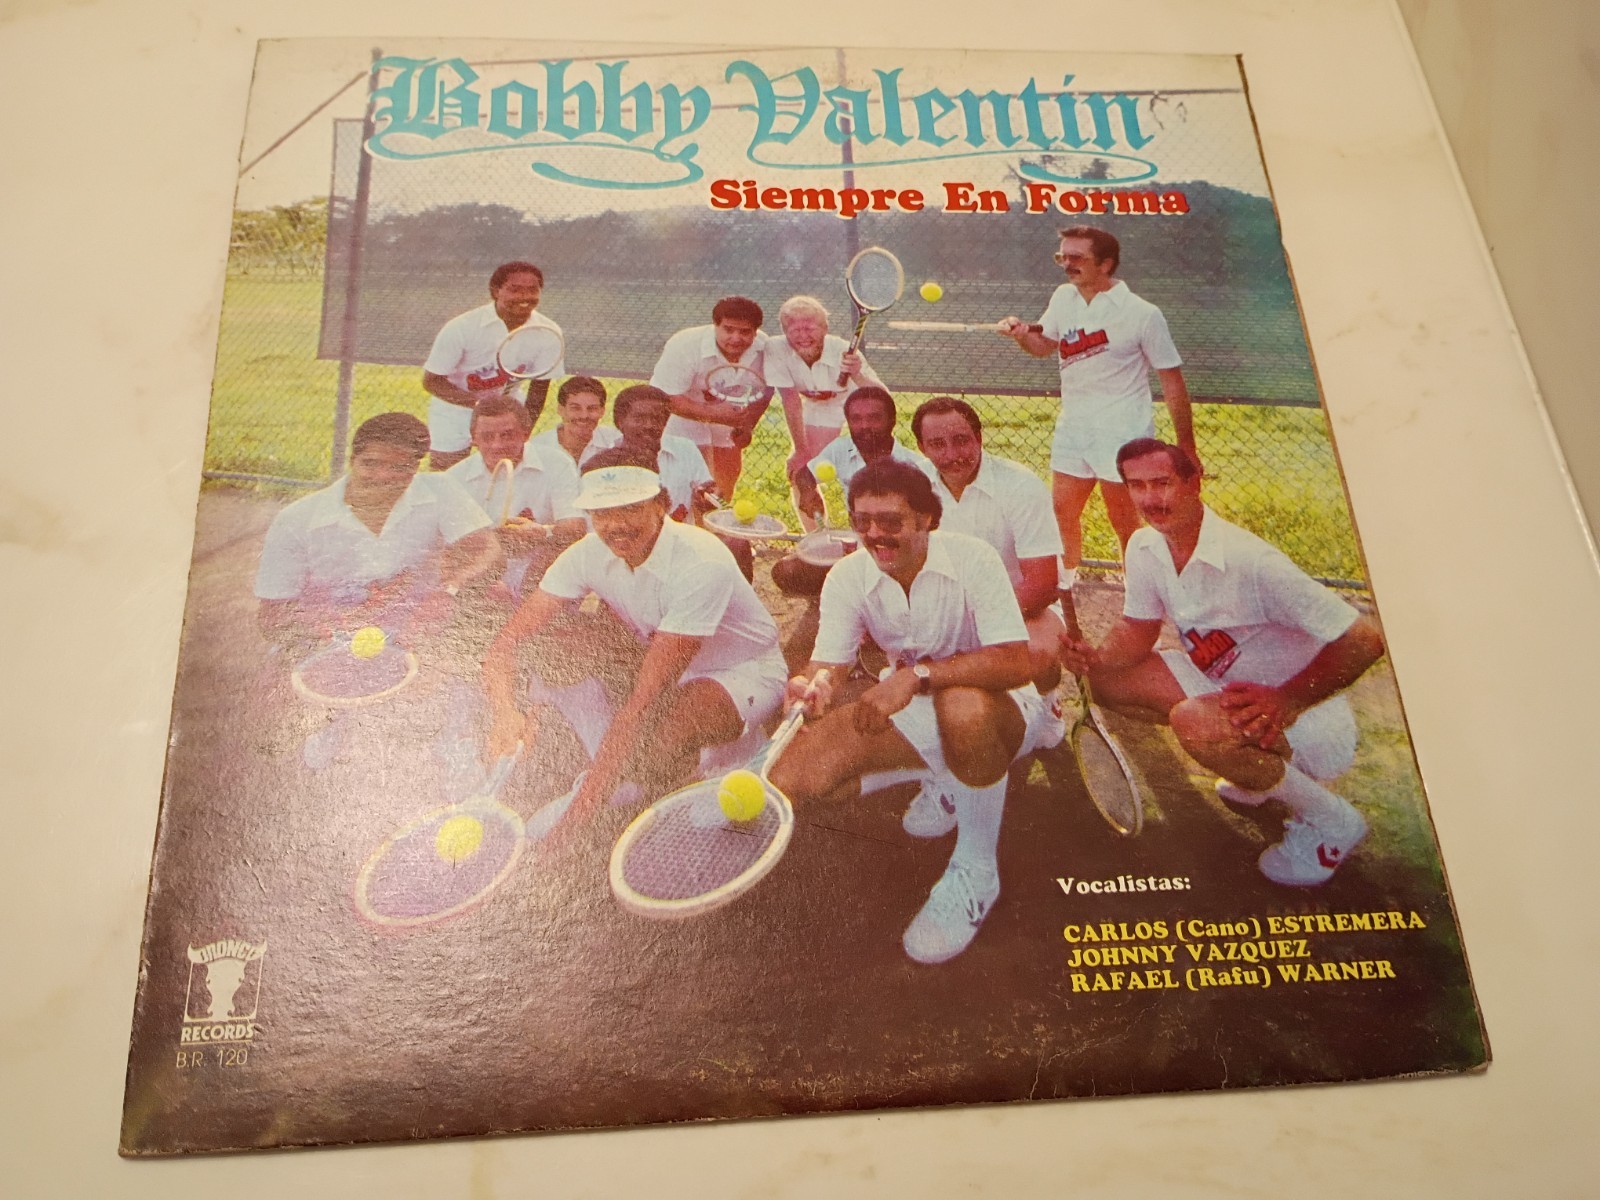 Bobby Valentín
Siempre En Forma
Vocalistas:
CARLOS (Cano) ESTREMERA
JOHNNY VAZQUEZ
RAFAEL (Rafu) WARNER
BRONCO
RECORDS
B.R. 120